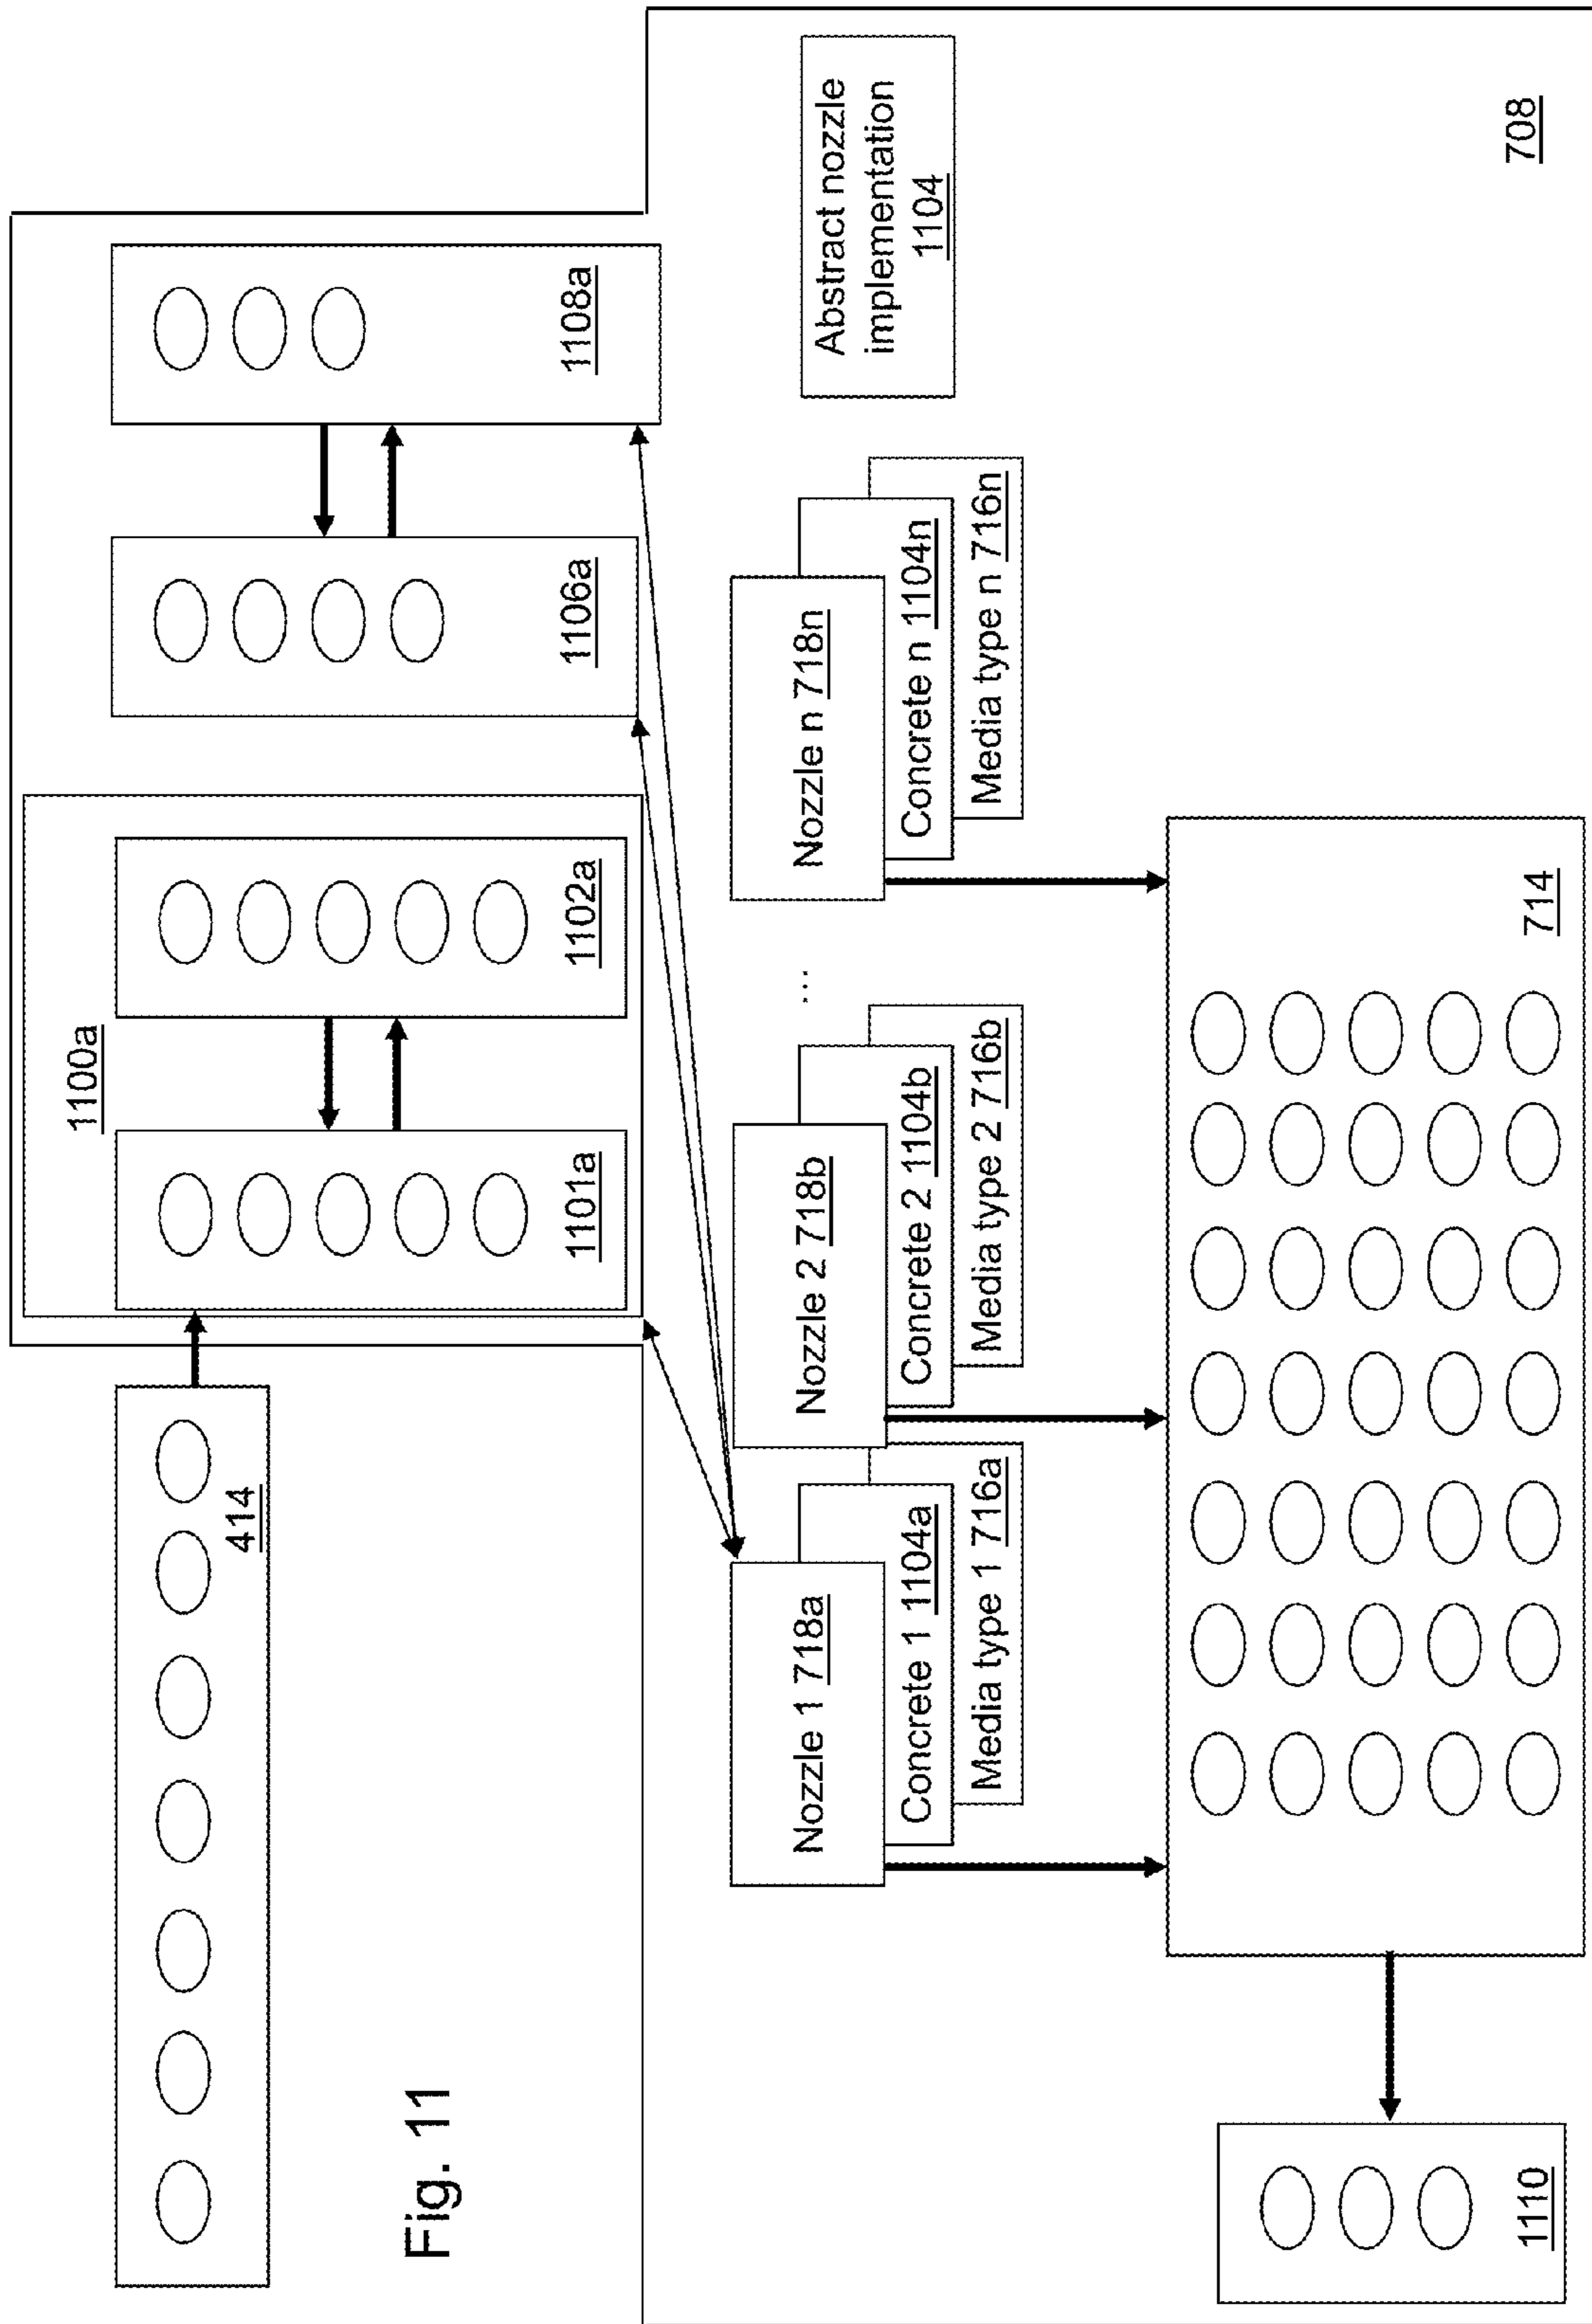 Fig. 11
414
1100a
1101a
1102a
1106a
1108a
Nozzle 1 718a
Concrete 1 1104a
Media type 1 716a
Nozzle 2 718b
Concrete 2 1104b
Media type 2 716b
...
Nozzle n 718n
Concrete n 1104n
Media type n 716n
Abstract nozzle
implementation
1104
1110
714
708